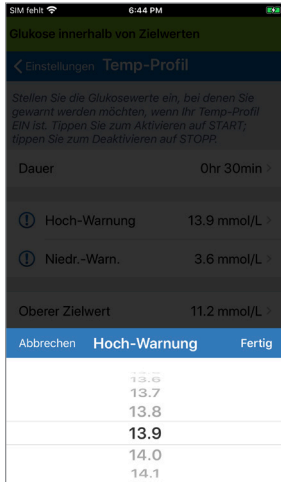 SIM fehlt 6:44 PM
Glukose innerhalb von Zielwerten
Einstellungen Temp-Profil
Stellen Sie die Glukosewerte ein, bei denen Sie
gewarnt werden möchten, wenn Ihr Temp-Profil
EIN ist. Tippen Sie zum Aktivieren auf START;
tippen Sie zum Deaktivieren auf STOPP.
Dauer 0hr 30min
Hoch-Warnung 13.9 mmol/L
Niedr.-Warn. 3.6 mmol/L
Oberer Zielwert 11.2 mmol/L
Abbrechen Hoch-Warnung Fertig
13.6
13.7
13.8
13.9
14.0
14.1